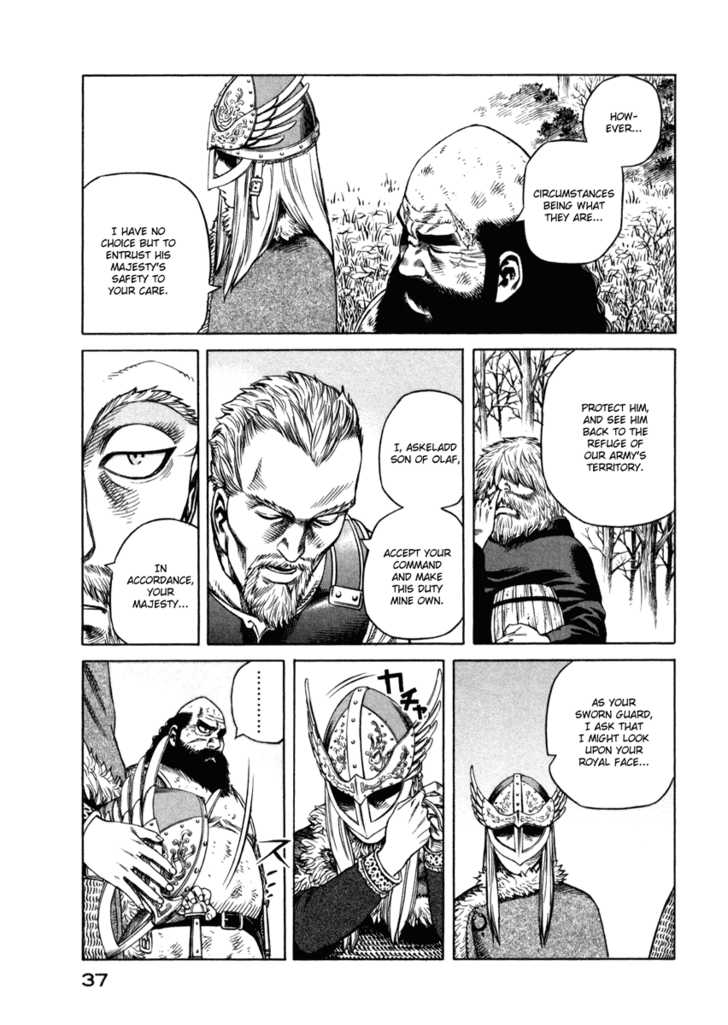 HOW-
EVER...
CIRCUMSTANCES
BEING WHAT
THEY ARE...
I HAVE NO
CHOICE BUT TO
ENTRUST HIS
MAJESTY'S
SAFETY TO
YOUR CARE.
PROTECT HIM,
AND SEE HIM
BACK TO THE
REFUGE OF
OUR ARMY'S
TERRITORY.
I, ASKELADD
SON OF OLAF,
ACCEPT YOUR
COMMAND
AND MAKE
THIS DUTY
MINE OWN.
IN
ACCORDANCE,
YOUR
MAJESTY...
AS YOUR
SWORN GUARD,
I ASK THAT
I MIGHT LOOK
UPON YOUR
ROYAL FACE...
カチャ
.........
37